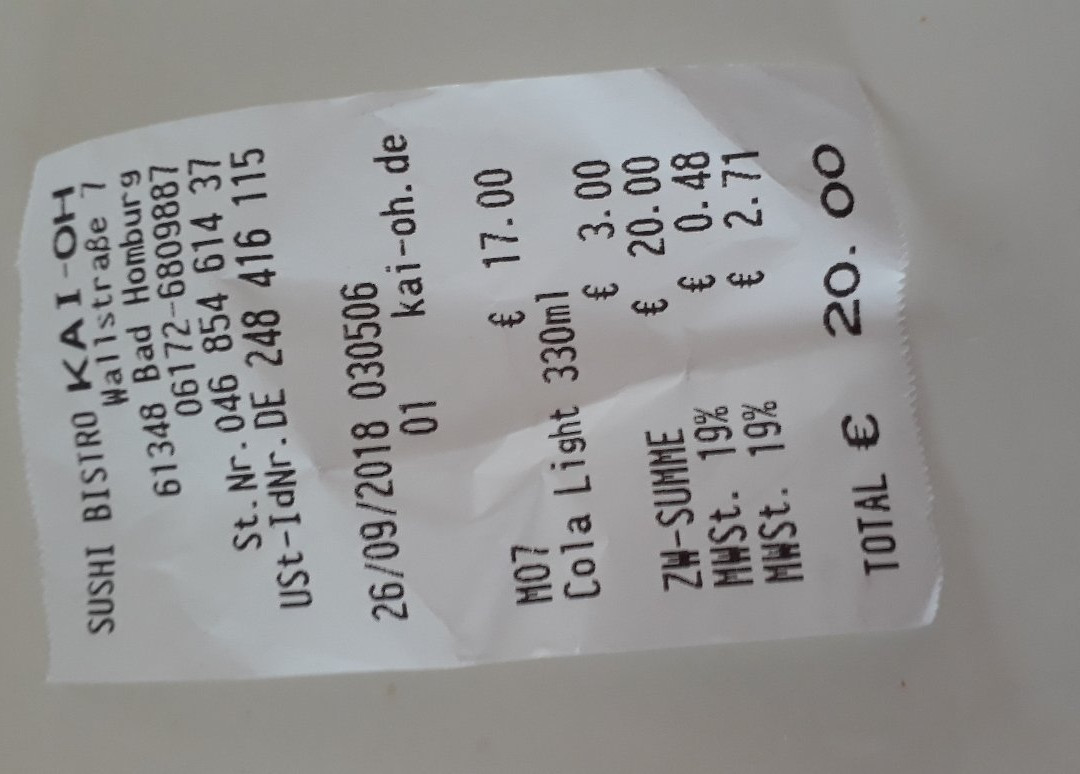 SUSHI BISTRO KAI-OH
Wallstraße 7
61348 Bad Homburg
06172-6809887
St.Nr. 046 854 614 37
USt-IdNr.DE 248 416 115
26/09/2018 030506
01 kai-oh.de
M07 € 17.00
Cola Light 330ml
€ 3.00
ZW-SUMME € 20.00
MWSt. 19% € 0.48
MWSt. 19% € 2.71
TOTAL € 20.00